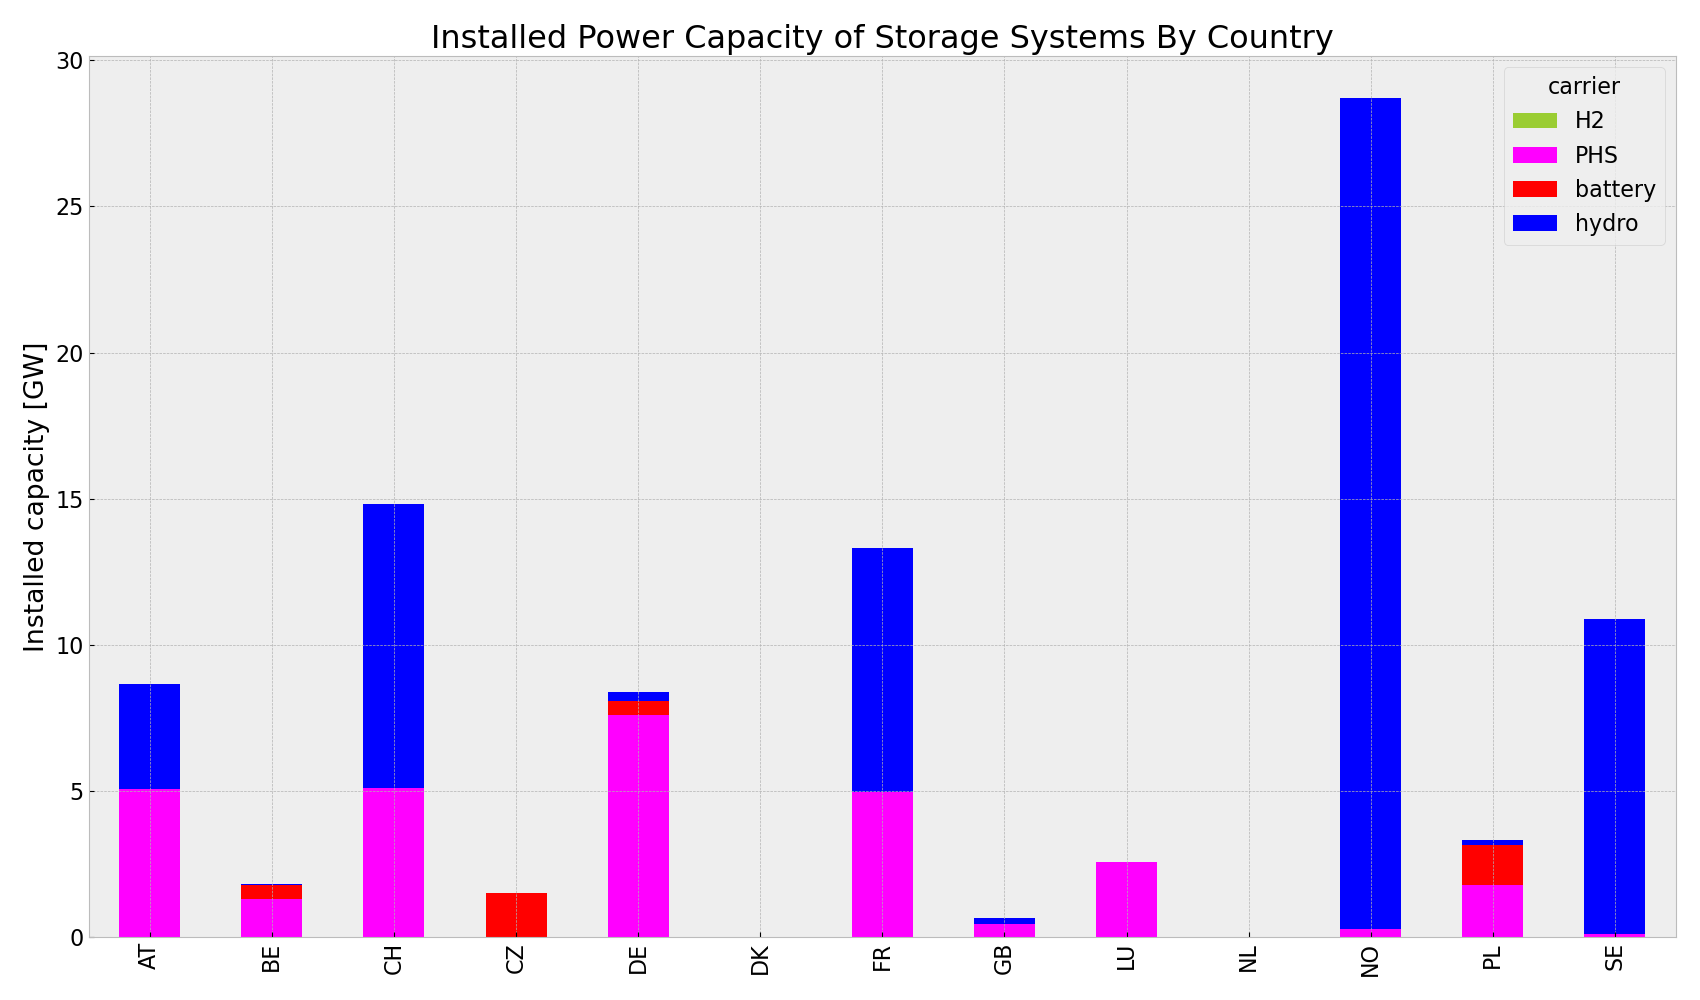 Installed Power Capacity of Storage Systems By Country
Installed capacity [GW]
30
25
20
15
10
5
0
carrier
H2
PHS
battery
hydro
AT
BE
CH
CZ
DE
DK
FR
GB
LU
NL
NO
PL
SE